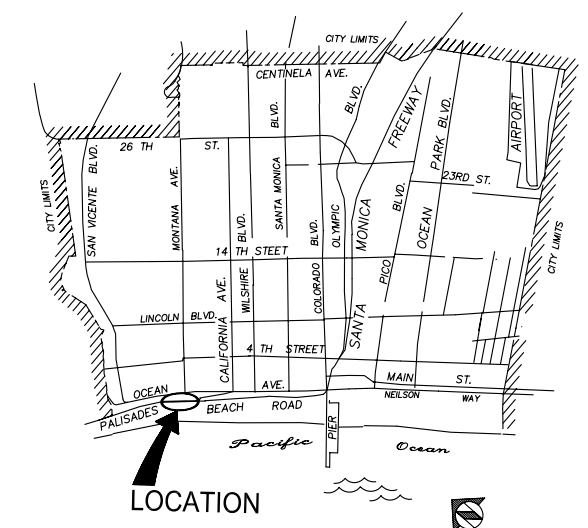 CITY LIMITS
CENTINELA AVE.
BLVD.
FREEWAY
PARK BLVD.
AIRPORT
BLVD.
26 TH ST.
SAN VICENTE BLVD.
MONTANA AVE.
SANTA MONICA
23RD ST.
CITY LIMITS
BLVD.
BLVD.
OLYMPIC
MONICA
BLVD.
OCEAN
CITY LIMITS
14 TH STEET
CALIFORNIA AVE.
WILSHIRE
COLORADO
PICO
SANTA
LINCOLN BLVD.
4 TH STREET
MAIN ST.
OCEAN AVE.
NEILSON WAY
PALISADES BEACH ROAD
PIER
Pacific Ocean
LOCATION